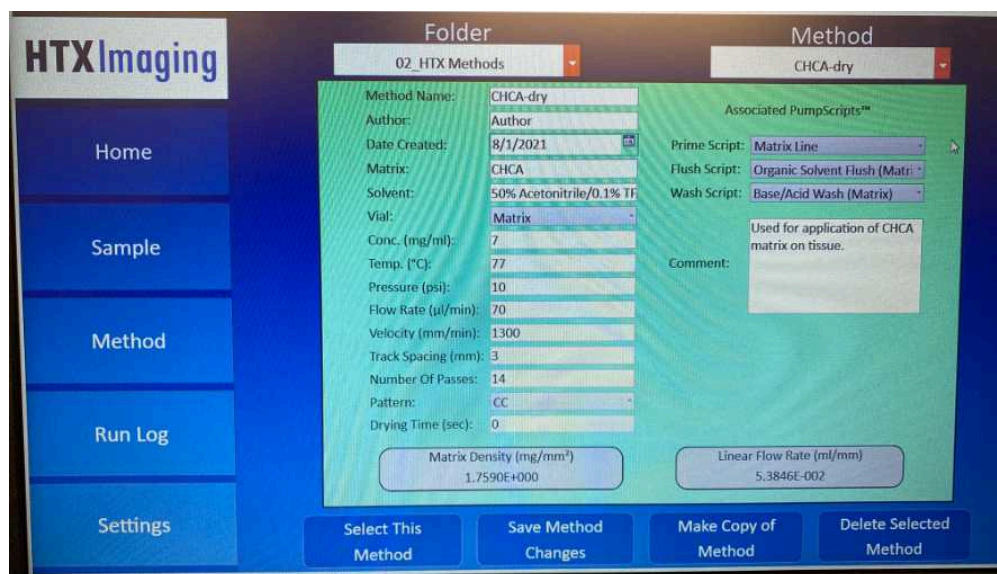 HTXImaging
Folder
Method
02_HTX Methods
CHCA-dry
Home
Sample
Method
Run Log
Settings
Method Name: CHCA-dry
Author: Author
Date Created: 8/1/2021
Matrix: CHCA
Solvent: 50% Acetonitrile/0.1% TF
Vial: Matrix
Conc. (mg/ml): 7
Temp. (°C): 77
Pressure (psi): 10
Flow Rate (µl/min): 70
Velocity (mm/min): 1300
Track Spacing (mm): 3
Number Of Passes: 14
Pattern: CC
Drying Time (sec): 0
Associated PumpScripts™
Prime Script: Matrix Line
Flush Script: Organic Solvent Flush (Matri
Wash Script: Base/Acid Wash (Matrix)
Comment:
Used for application of CHCA
matrix on tissue.
Matrix Density (mg/mm²)
1.7590E+000
Linear Flow Rate (ml/mm)
5.3846E-002
Select This
Method
Save Method
Changes
Make Copy of
Method
Delete Selected
Method